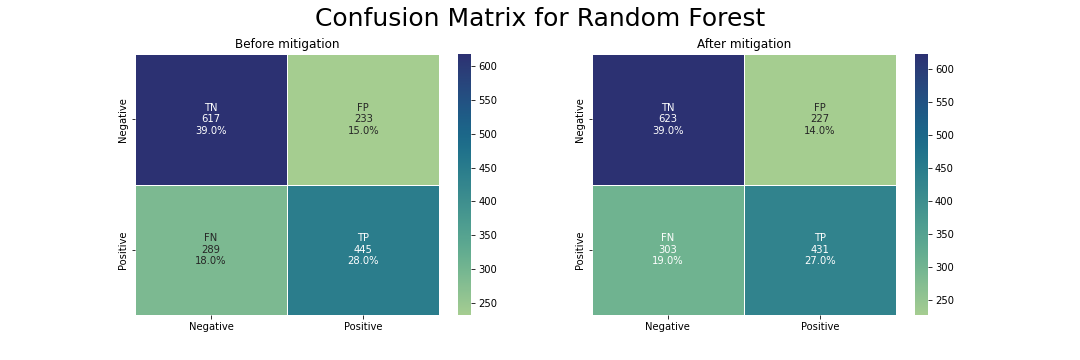 Confusion Matrix for Random Forest
Before mitigation
Negative
Positive
TN
617
39.0%
FP
233
15.0%
FN
289
18.0%
TP
445
28.0%
Negative
Positive
600
550
500
450
400
350
300
250
After mitigation
Negative
Positive
TN
623
39.0%
FP
227
14.0%
FN
303
19.0%
TP
431
27.0%
Negative
Positive
600
550
500
450
400
350
300
250